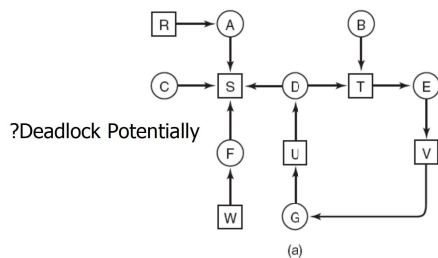 R A B
C S D T E
?Deadlock Potentially
F U V
W G
(a)